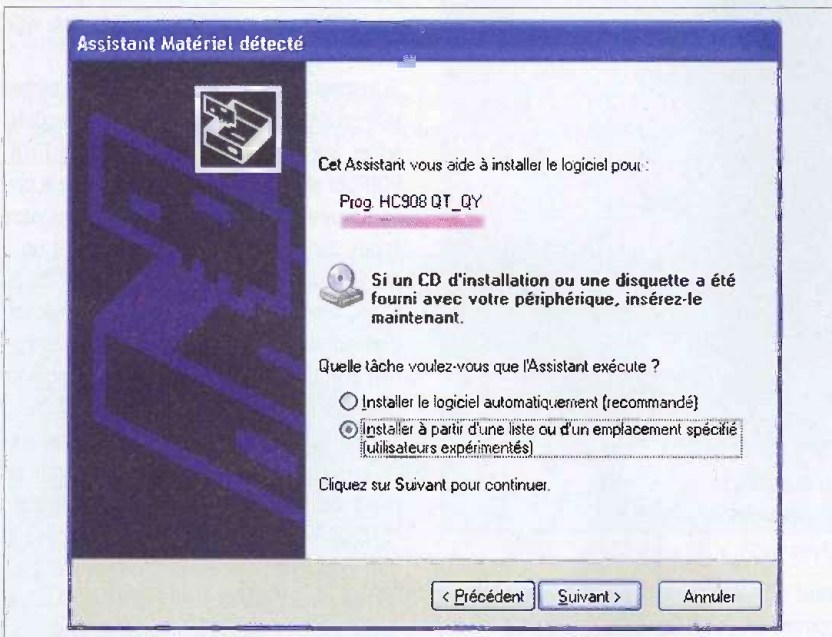 Assistant Matériel détecté
Cet Assistant vous aide à installer le logiciel pour :
Prog. HC908 QT_QY
Si un CD d'installation ou une disquette a été
fourni avec votre périphérique, insérez-le
maintenant.
Quelle tâche voulez-vous que l'Assistant exécute ?
Installer le logiciel automatiquement (recommandé)
Installer à partir d'une liste ou d'un emplacement spécifié
(utilisateurs expérimentés)
Cliquez sur Suivant pour continuer.
< Précédent
Suivant >
Annuler